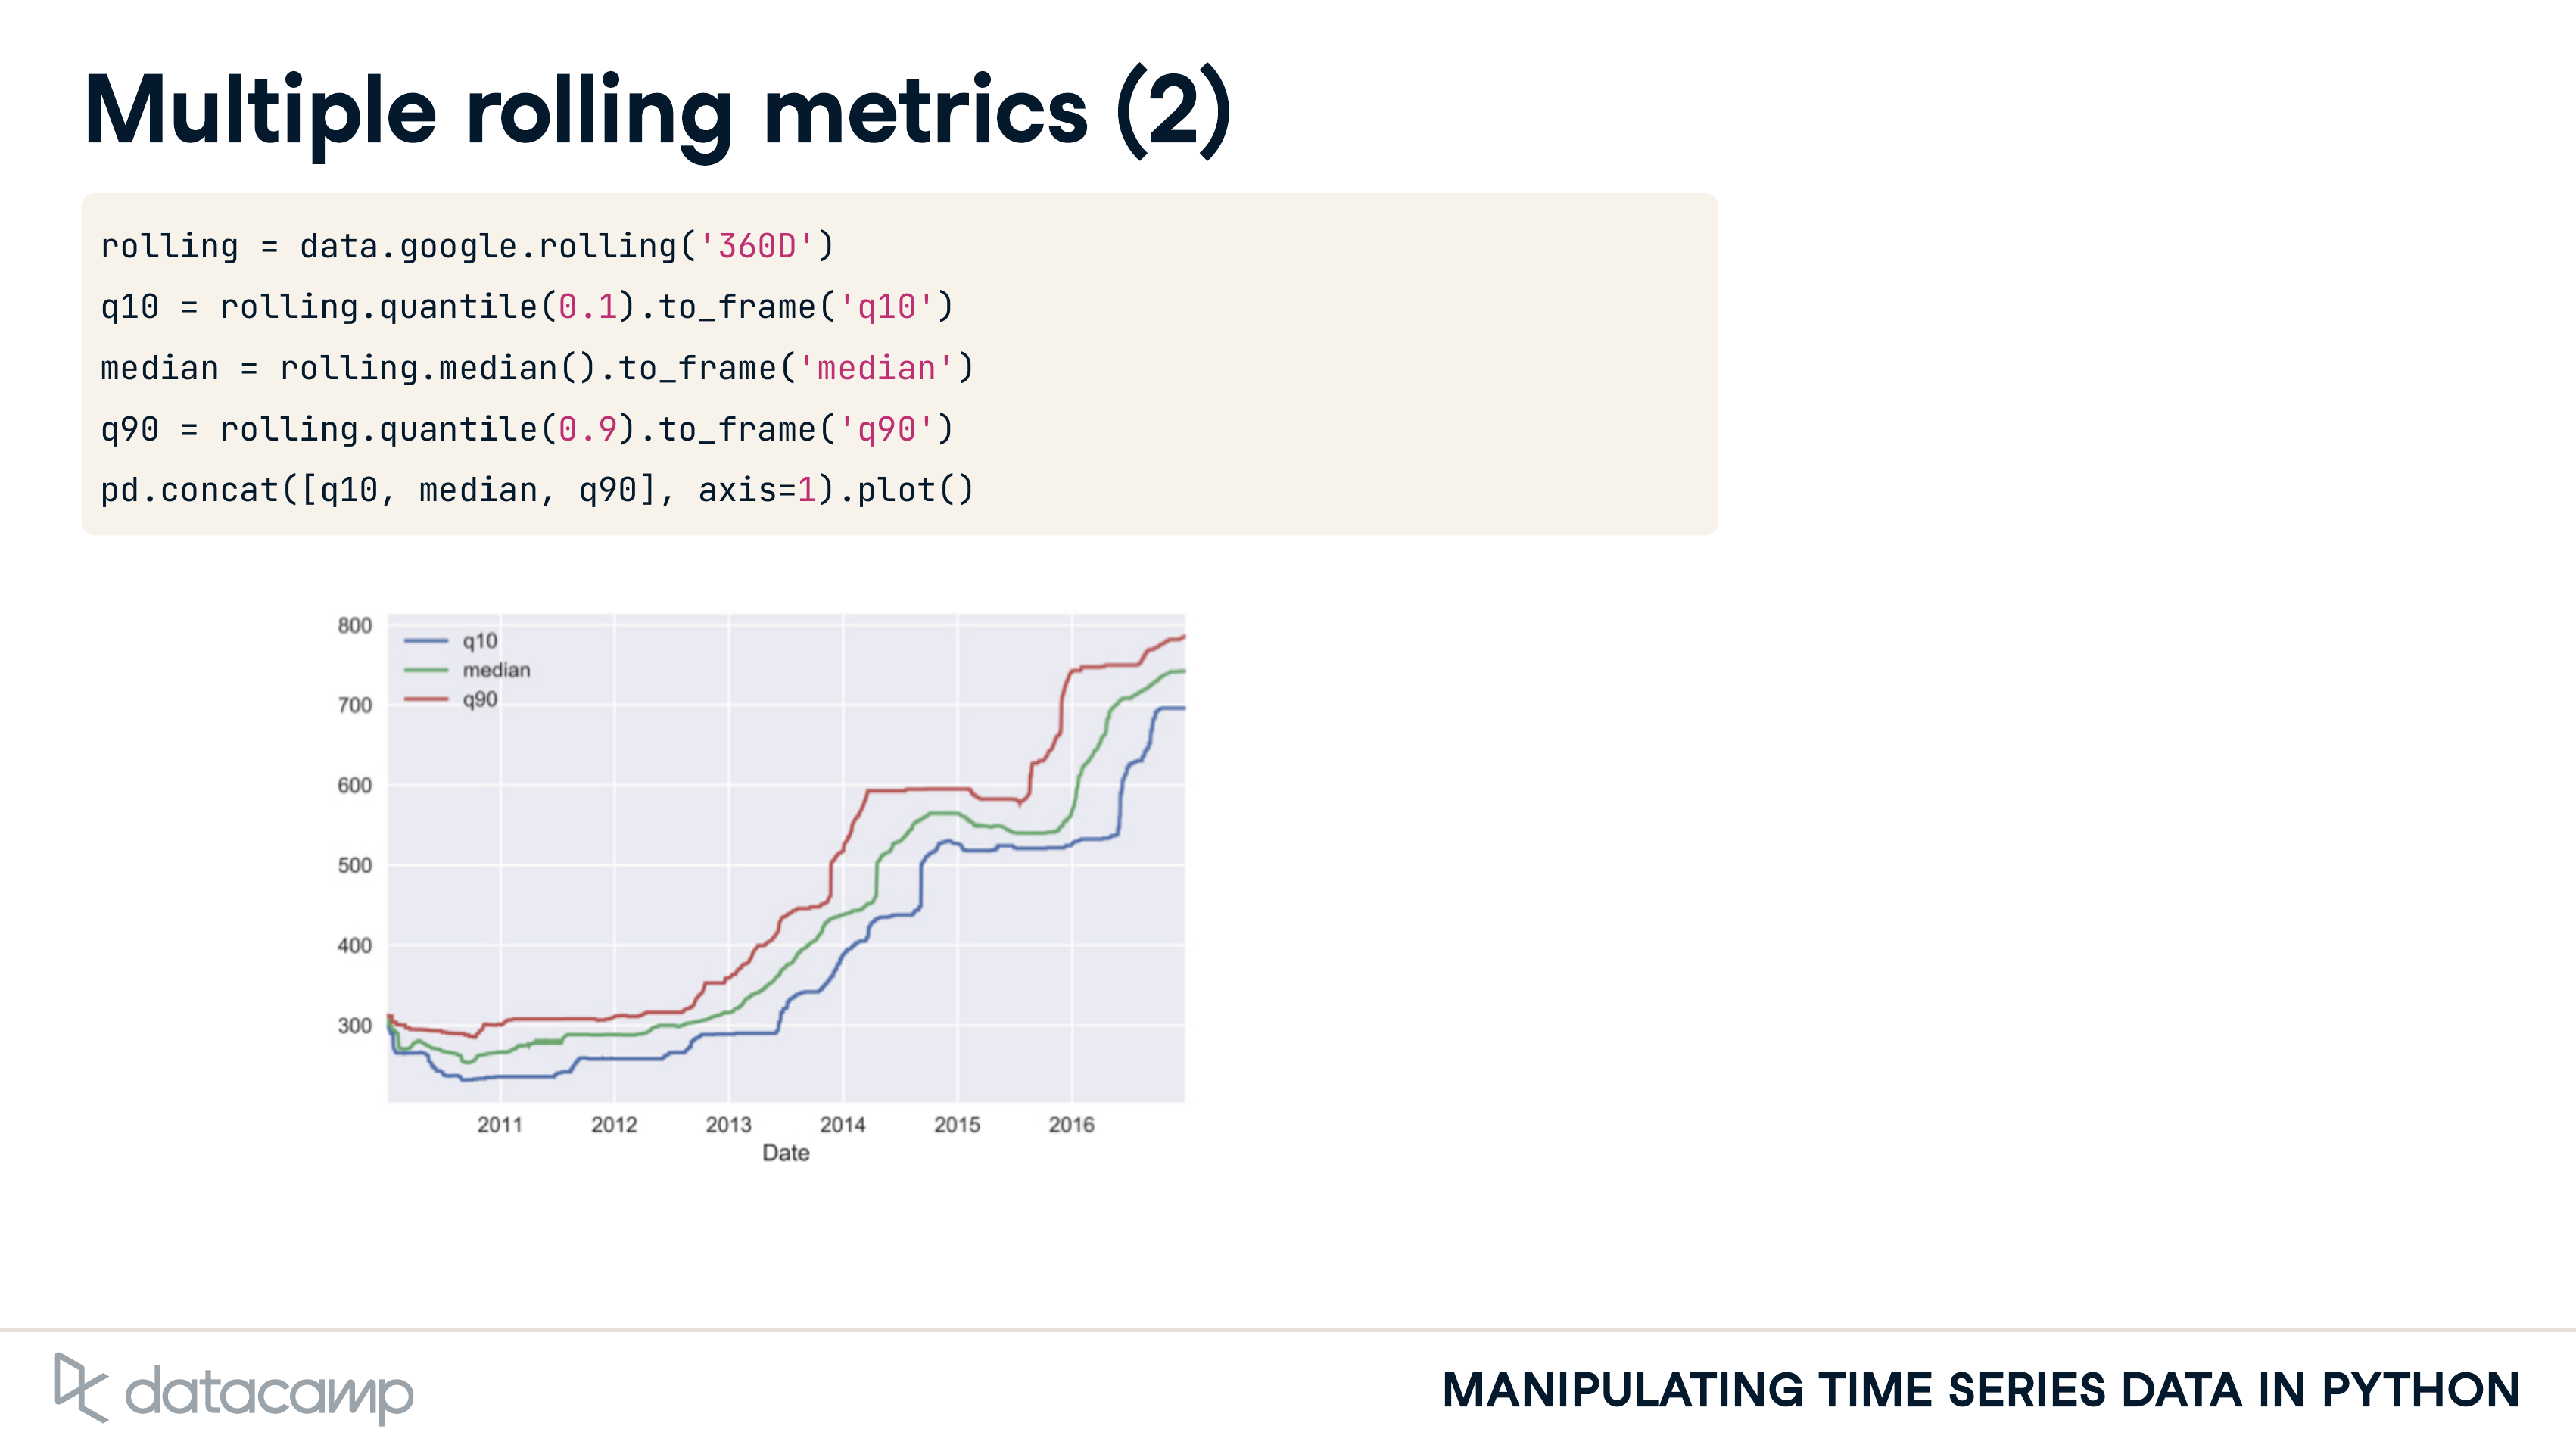 Multiple rolling metrics (2)
rolling = data.google.rolling('360D')
q10 = rolling.quantile(0.1).to_frame('q10')
median = rolling.median().to_frame('median')
q90 = rolling.quantile(0.9).to_frame('q90')
pd.concat([q10, median, q90], axis=1).plot()
800
700
600
500
400
300
q10
median
q90
2011 2012 2013 2014 2015 2016
Date
datacamp
MANIPULATING TIME SERIES DATA IN PYTHON